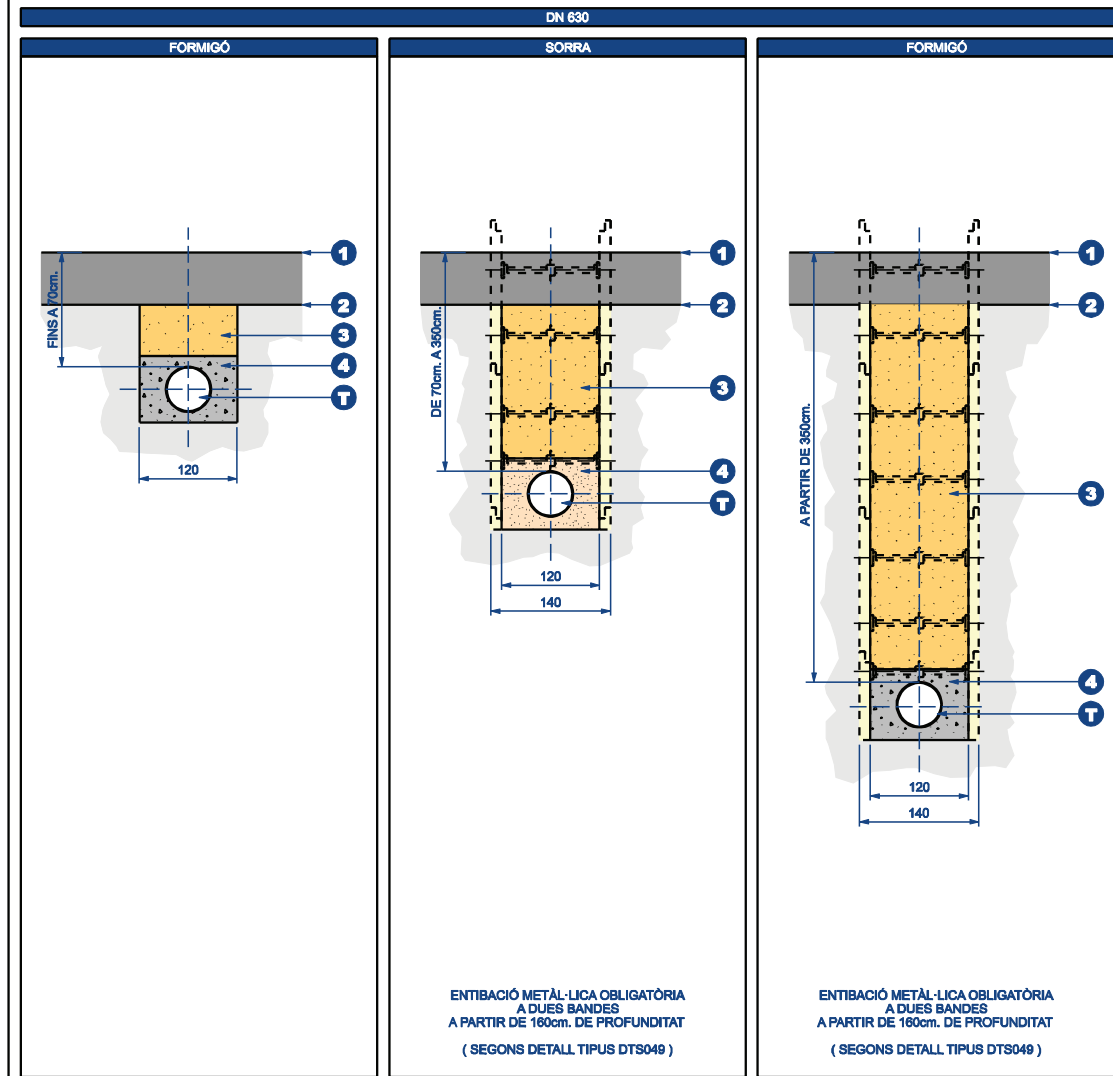 DN 630
FORMIGÓ
1
2
3
4
T
FINS A 70cm.
120
SORRA
1
2
3
4
T
DE 70cm. A 350cm.
120
140
ENTIBACIÓ METÀL·LICA OBLIGATÒRIA
A DUES BANDES
A PARTIR DE 160cm. DE PROFUNDITAT
( SEGONS DETALL TIPUS DTS049 )
FORMIGÓ
1
2
3
4
T
A PARTIR DE 350cm.
120
140
ENTIBACIÓ METÀL·LICA OBLIGATÒRIA
A DUES BANDES
A PARTIR DE 160cm. DE PROFUNDITAT
( SEGONS DETALL TIPUS DTS049 )